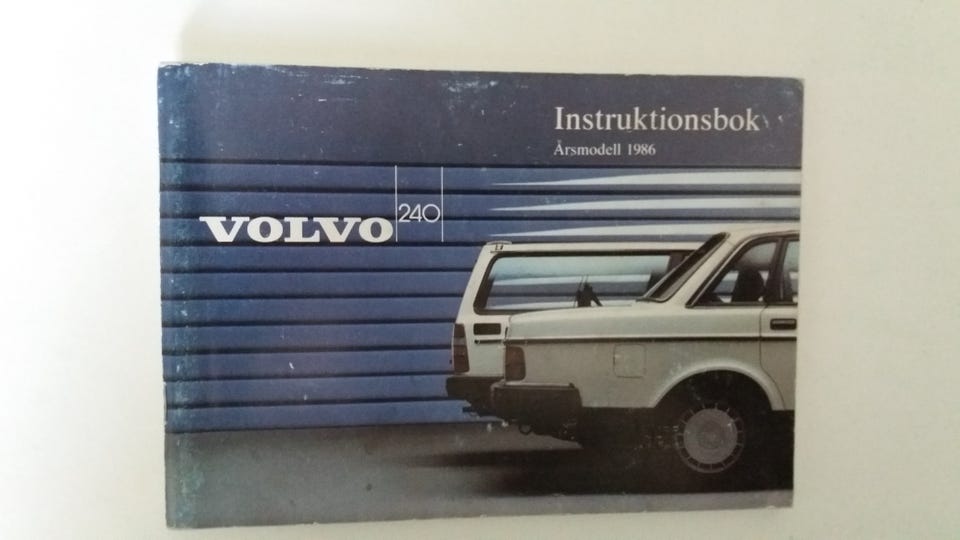 Instruktionsbok
Årsmodell 1986
VOLVO 240